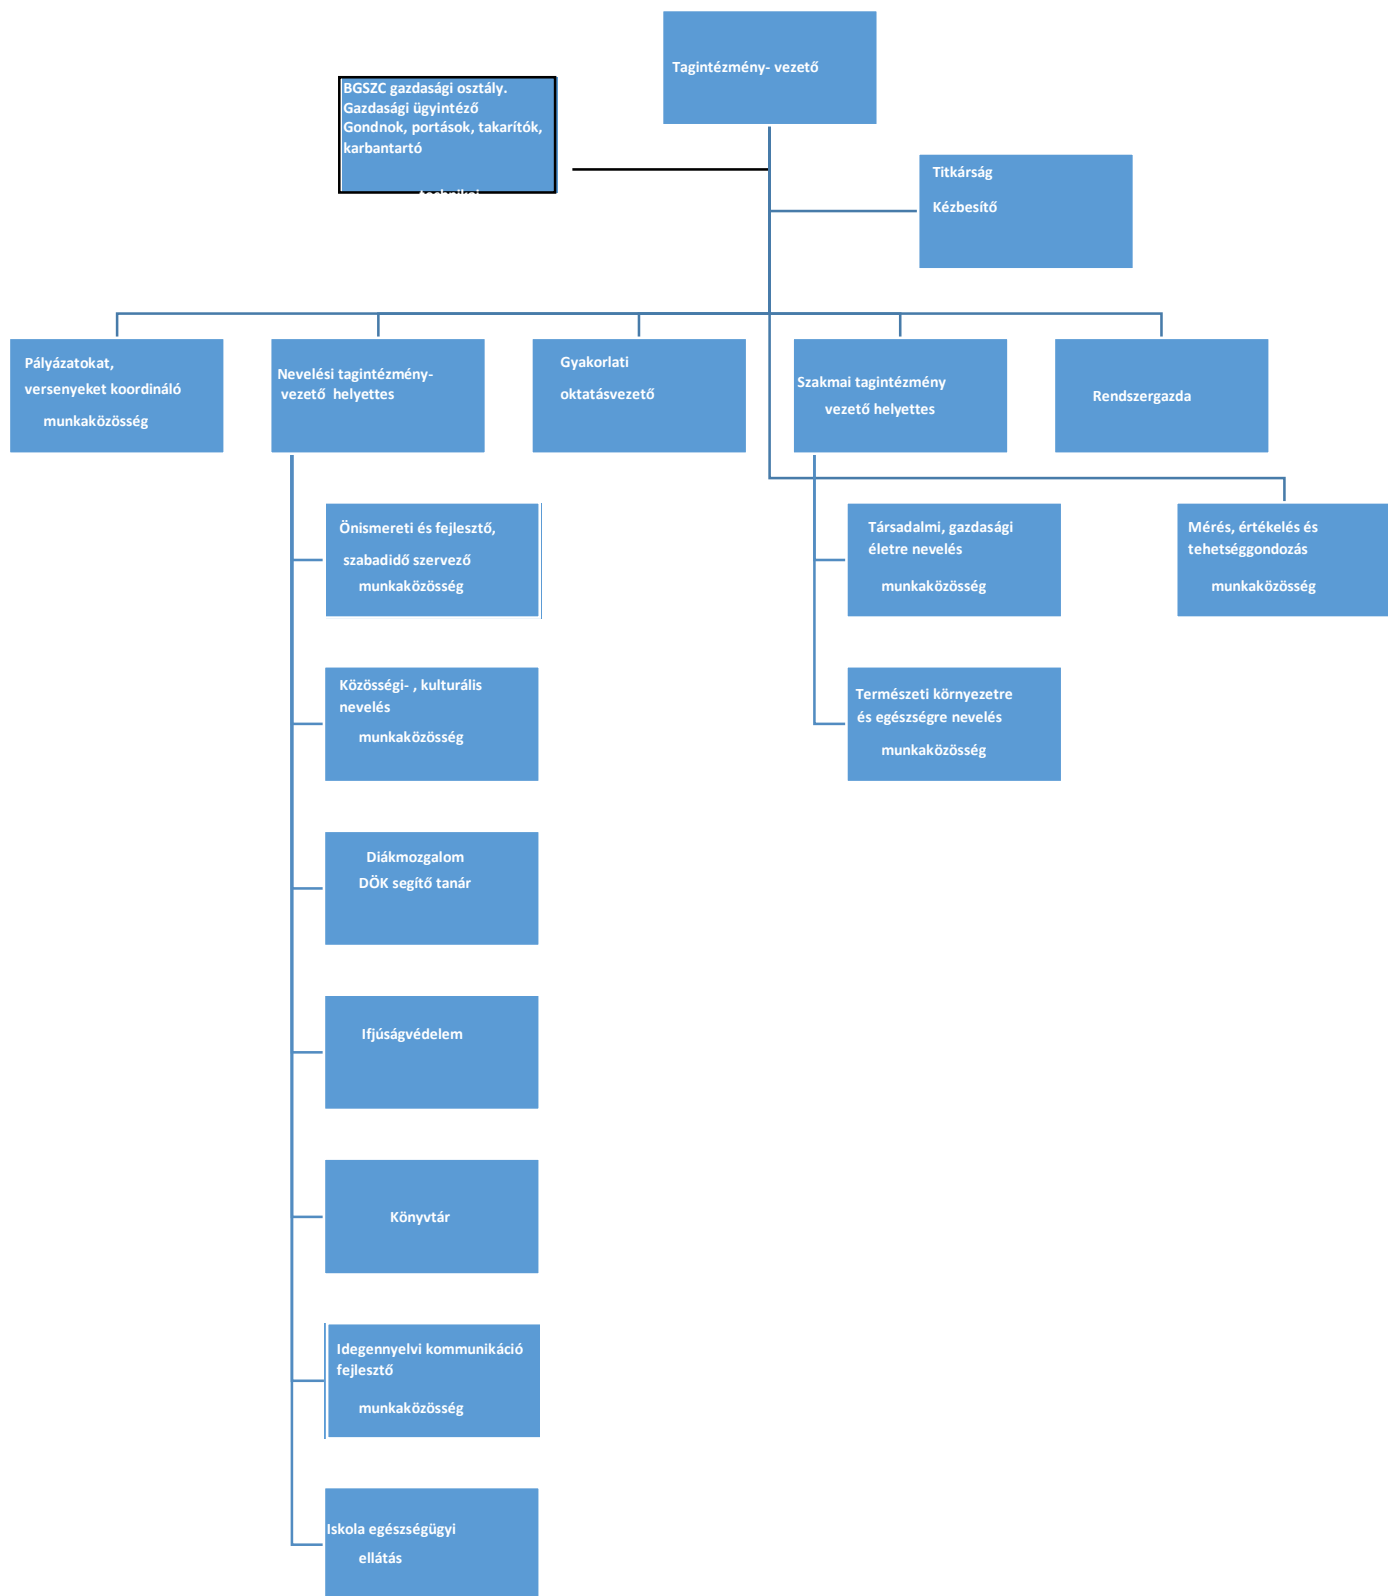 Tagintézmény- vezető
BGSZC gazdasági osztály.
Gazdasági ügyintéző
Gondnok, portások, takarítók,
karbantartó
Titkárság
Kézbesítő
Pályázatokat,
versenyeket koordináló
munkaközösség
Nevelési tagintézmény-
vezető helyettes
Gyakorlati
oktatásvezető
Szakmai tagintézmény
vezető helyettes
Rendszergazda
Önismereti és fejlesztő,
szabadidő szervező
munkaközösség
Társadalmi, gazdasági
életre nevelés
munkaközösség
Mérés, értékelés és
tehetséggondozás
munkaközösség
Közösségi- , kulturális
nevelés
munkaközösség
Természeti környezetre
és egészségre nevelés
munkaközösség
Diákmozgalom
DÖK segítő tanár
Ifjúságvédelem
Könyvtár
Idegennyelvi kommunikáció
fejlesztő
munkaközösség
Iskola egészségügyi
ellátás